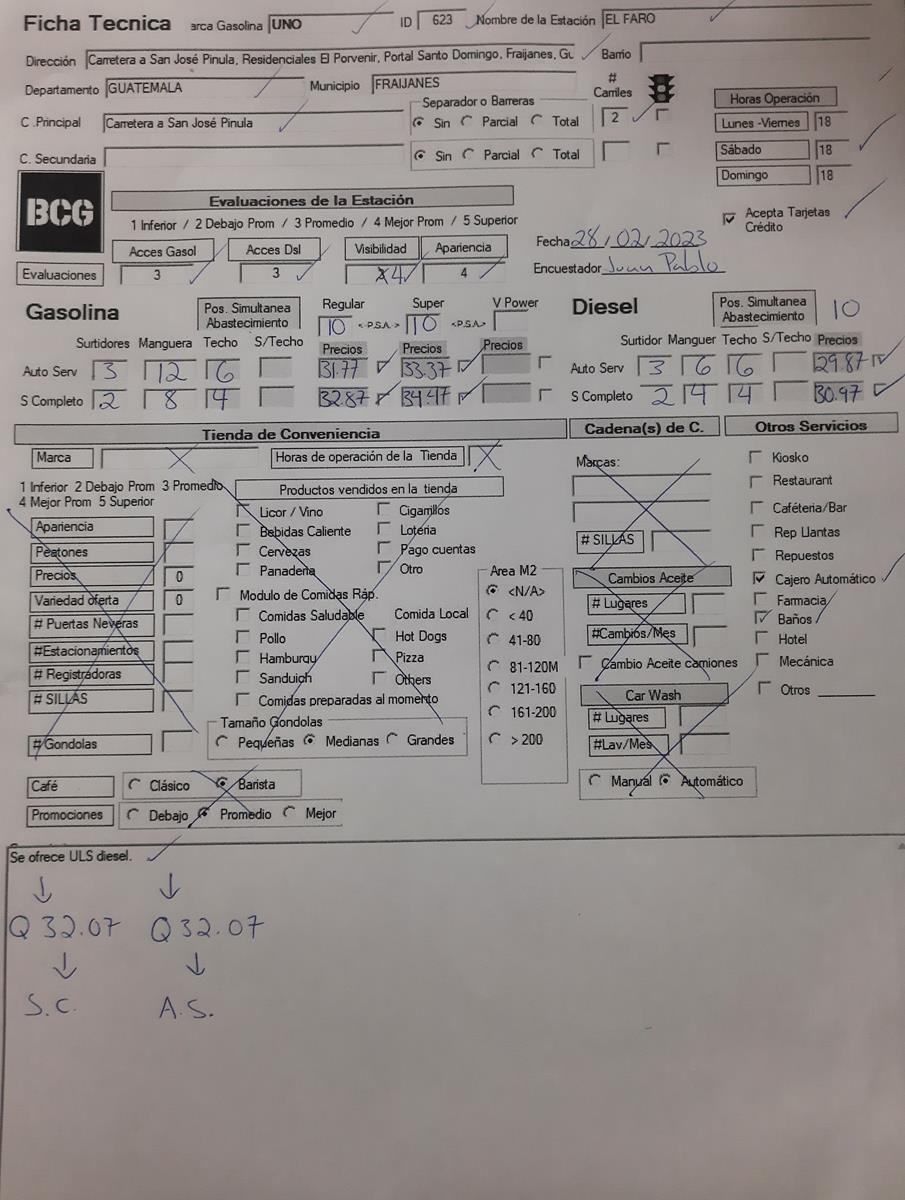 Ficha Tecnica arca Gasolina UNO ID 623 Nombre de la Estación EL FARO
Dirección Carretera a San José Pinula, Residenciales El Porvenir, Portal Santo Domingo, Fraijanes, Gu Barrio
Departamento GUATEMALA Municipio FRAIJANES # Carriles
C .Principal Carretera a San José Pinula Separador o Barreras Sin Parcial Total 2
C. Secundaria Sin Parcial Total
Horas Operación
Lunes -Viernes 18
Sábado 18
Domingo 18
BCG
Evaluaciones de la Estación
1 Inferior / 2 Debajo Prom / 3 Promedio / 4 Mejor Prom / 5 Superior
Acces Gasol Acces Dsl Visibilidad Apariencia
Evaluaciones 3 3 4 4
Acepta Tarjetas Crédito
Fecha 28/02/2023
Encuestador Juan Pablo
Gasolina Pos. Simultanea Abastecimiento Regular 10 <P.S.A.> Super 10 <P.S.A> V Power
Surtidores Manguera Techo S/Techo Precios Precios Precios
Auto Serv 3 12 6 31.77 33.37
S Completo 2 8 4 32.87 34.47
Diesel Pos. Simultanea Abastecimiento 10
Surtidor Manguer Techo S/Techo Precios
Auto Serv 3 6 6 29.87
S Completo 2 4 4 30.97
Tienda de Conveniencia
Marca Horas de operación de la Tienda
1 Inferior 2 Debajo Prom 3 Promedio
4 Mejor Prom 5 Superior
Apariencia
Peatones
Precios 0
Variedad oferta 0
# Puertas Neveras
#Estacionamientos
# Registradoras
# SILLAS
# Gondolas
Productos vendidos en la tienda
Licor / Vino Cigarrillos
Bebidas Caliente Loteria
Cervezas Pago cuentas
Panaderia Otro
Modulo de Comidas Ráp.
Comidas Saludable Comida Local
Pollo Hot Dogs
Hamburqu Pizza
Sanduich Others
Comidas preparadas al momento
Tamaño Gondolas
Pequeñas Medianas Grandes
Area M2
<N/A>
< 40
41-80
81-120M
121-160
161-200
> 200
Café Clásico Barista
Promociones Debajo Promedio Mejor
Cadena(s) de C.
Marcas:
# SILLAS
Cambios Aceite
# Lugares
#Cambios/Mes
Cambio Aceite camiones
Car Wash
# Lugares
#Lav/Mes
Manual Automático
Otros Servicios
Kiosko
Restaurant
Caféteria/Bar
Rep Llantas
Repuestos
Cajero Automático
Farmacia
Baños
Hotel
Mecánica
Otros
Se ofrece ULS diesel.
Q 32.07 Q 32.07
S.C. A.S.